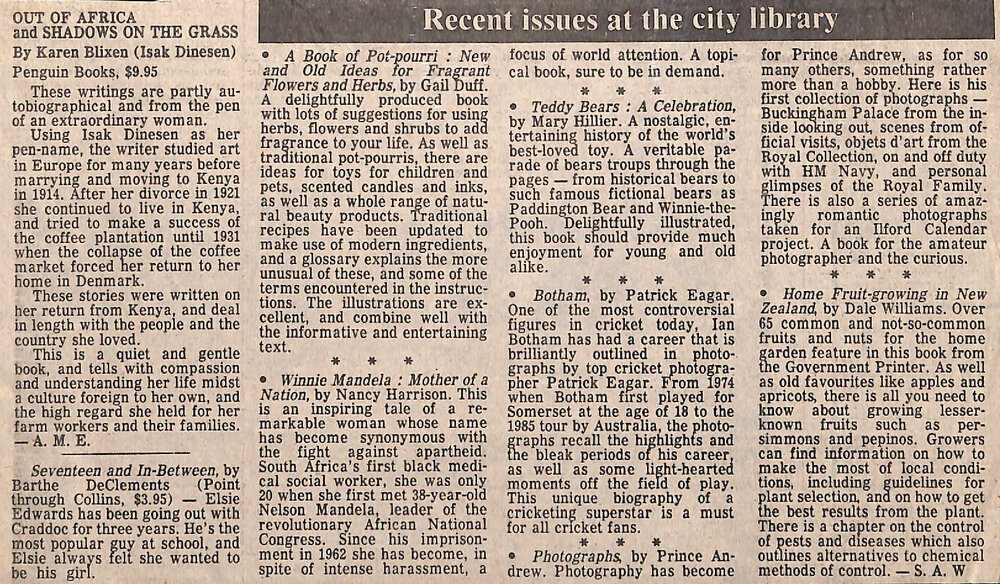 OUT OF AFRICA
and SHADOWS ON THE GRASS
By Karen Blixen (Isak Dinesen)
Penguin Books, $9.95
These writings are partly au-
tobiographical and from the pen
of an extraordinary woman.
Using Isak Dinesen as her
pen-name, the writer studied art
in Europe for many years before
marrying and moving to Kenya
in 1914. After her divorce in 1921
she continued to live in Kenya,
and tried to make a success of
the coffee plantation until 1931
when the collapse of the coffee
market forced her return to her
home in Denmark.
These stories were written on
her return from Kenya, and deal
in length with the people and the
country she loved.
This is a quiet and gentle
book, and tells with compassion
and understanding her life midst
a culture foreign to her own, and
the high regard she held for her
farm workers and their families.
— A. M. E.
Seventeen and In-Between, by
Barthe DeClements (Point
through Collins, $3.95) — Elsie
Edwards has been going out with
Craddoc for three years. He's the
most popular guy at school, and
Elsie always felt she wanted to
be his girl.
Recent issues at the city library
• A Book of Pot-pourri : New
and Old Ideas for Fragrant
Flowers and Herbs, by Gail Duff.
A delightfully produced book
with lots of suggestions for using
herbs, flowers and shrubs to add
fragrance to your life. As well as
traditional pot-pourris, there are
ideas for toys for children and
pets, scented candles and inks,
as well as a whole range of natu-
ral beauty products. Traditional
recipes have been updated to
make use of modern ingredients,
and a glossary explains the more
unusual of these, and some of the
terms encountered in the instruc-
tions. The illustrations are ex-
cellent, and combine well with
the informative and entertaining
text.
* * *
• Winnie Mandela : Mother of a
Nation, by Nancy Harrison. This
is an inspiring tale of a re-
markable woman whose name
has become synonymous with
the fight against apartheid.
South Africa's first black medi-
cal social worker, she was only
20 when she first met 38-year-old
Nelson Mandela, leader of the
revolutionary African National
Congress. Since his imprison-
ment in 1962 she has become, in
spite of intense harassment, a
focus of world attention. A topi-
cal book, sure to be in demand.
* * *
• Teddy Bears : A Celebration,
by Mary Hillier. A nostalgic, en-
tertaining history of the world's
best-loved toy. A veritable pa-
rade of bears troups through the
pages — from historical bears to
such famous fictional bears as
Paddington Bear and Winnie-the-
Pooh. Delightfully illustrated,
this book should provide much
enjoyment for young and old
alike.
* * *
• Botham, by Patrick Eagar.
One of the most controversial
figures in cricket today, Ian
Botham has had a career that is
brilliantly outlined in photo-
graphs by top cricket photogra-
pher Patrick Eagar. From 1974
when Botham first played for
Somerset at the age of 18 to the
1985 tour by Australia, the photo-
graphs recall the highlights and
the bleak periods of his career,
as well as some light-hearted
moments off the field of play.
This unique biography of a
cricketing superstar is a must
for all cricket fans.
* * *
• Photographs, by Prince An-
drew. Photography has become
for Prince Andrew, as for so
many others, something rather
more than a hobby. Here is his
first collection of photographs —
Buckingham Palace from the in-
side looking out, scenes from of-
ficial visits, objets d'art from the
Royal Collection, on and off duty
with HM Navy, and personal
glimpses of the Royal Family.
There is also a series of amaz-
ingly romantic photographs
taken for an Ilford Calendar
project. A book for the amateur
photographer and the curious.
* * *
• Home Fruit-growing in New
Zealand, by Dale Williams. Over
65 common and not-so-common
fruits and nuts for the home
garden feature in this book from
the Government Printer. As well
as old favourites like apples and
apricots, there is all you need to
know about growing lesser-
known fruits such as per-
simmons and pepinos. Growers
can find information on how to
make the most of local condi-
tions, including guidelines for
plant selection, and on how to get
the best results from the plant.
There is a chapter on the control
of pests and diseases which also
outlines alternatives to chemical
methods of control. — S. A. W